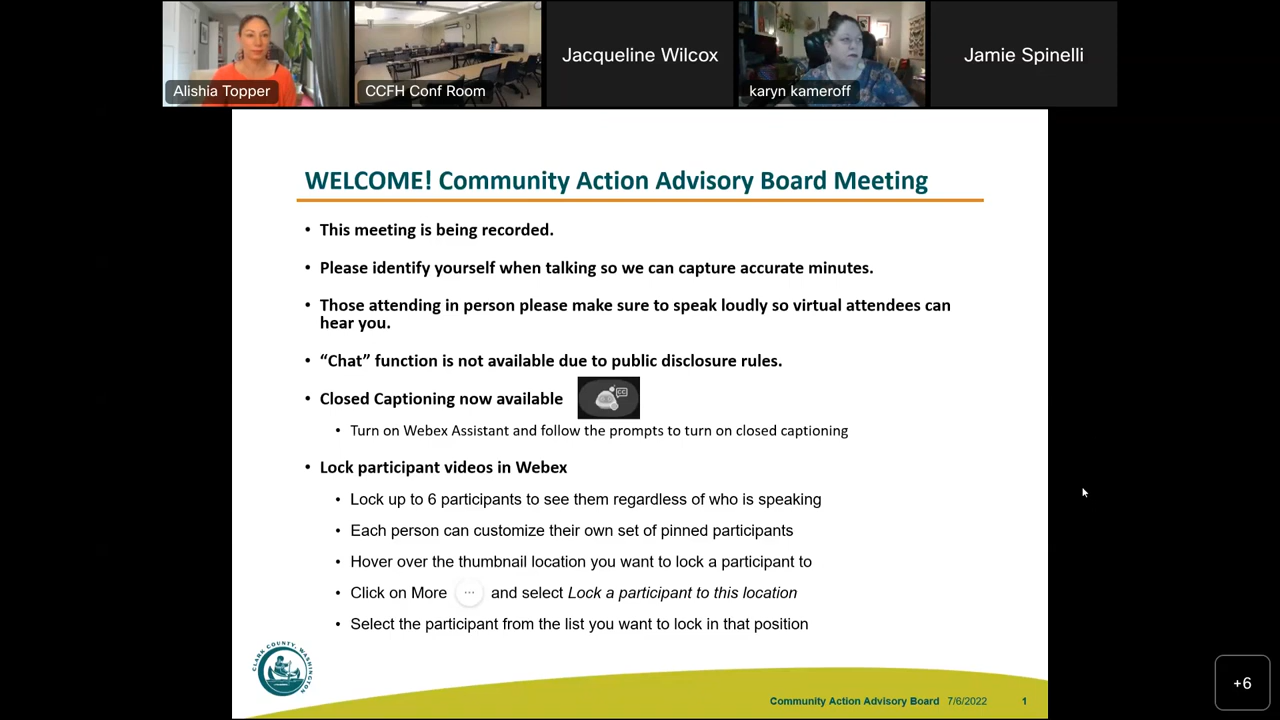 Alishia Topper
CCFH Conf Room
Jacqueline Wilcox
karyn kameroff
Jamie Spinelli
WELCOME! Community Action Advisory Board Meeting
• This meeting is being recorded.
• Please identify yourself when talking so we can capture accurate minutes.
• Those attending in person please make sure to speak loudly so virtual attendees can
hear you.
• “Chat” function is not available due to public disclosure rules.
• Closed Captioning now available
CC
• Turn on Webex Assistant and follow the prompts to turn on closed captioning
• Lock participant videos in Webex
• Lock up to 6 participants to see them regardless of who is speaking
• Each person can customize their own set of pinned participants
• Hover over the thumbnail location you want to lock a participant to
• Click on More ... and select Lock a participant to this location
• Select the participant from the list you want to lock in that position
CLARK COUNTY, WASHINGTON
Community Action Advisory Board 7/6/2022 1
+6